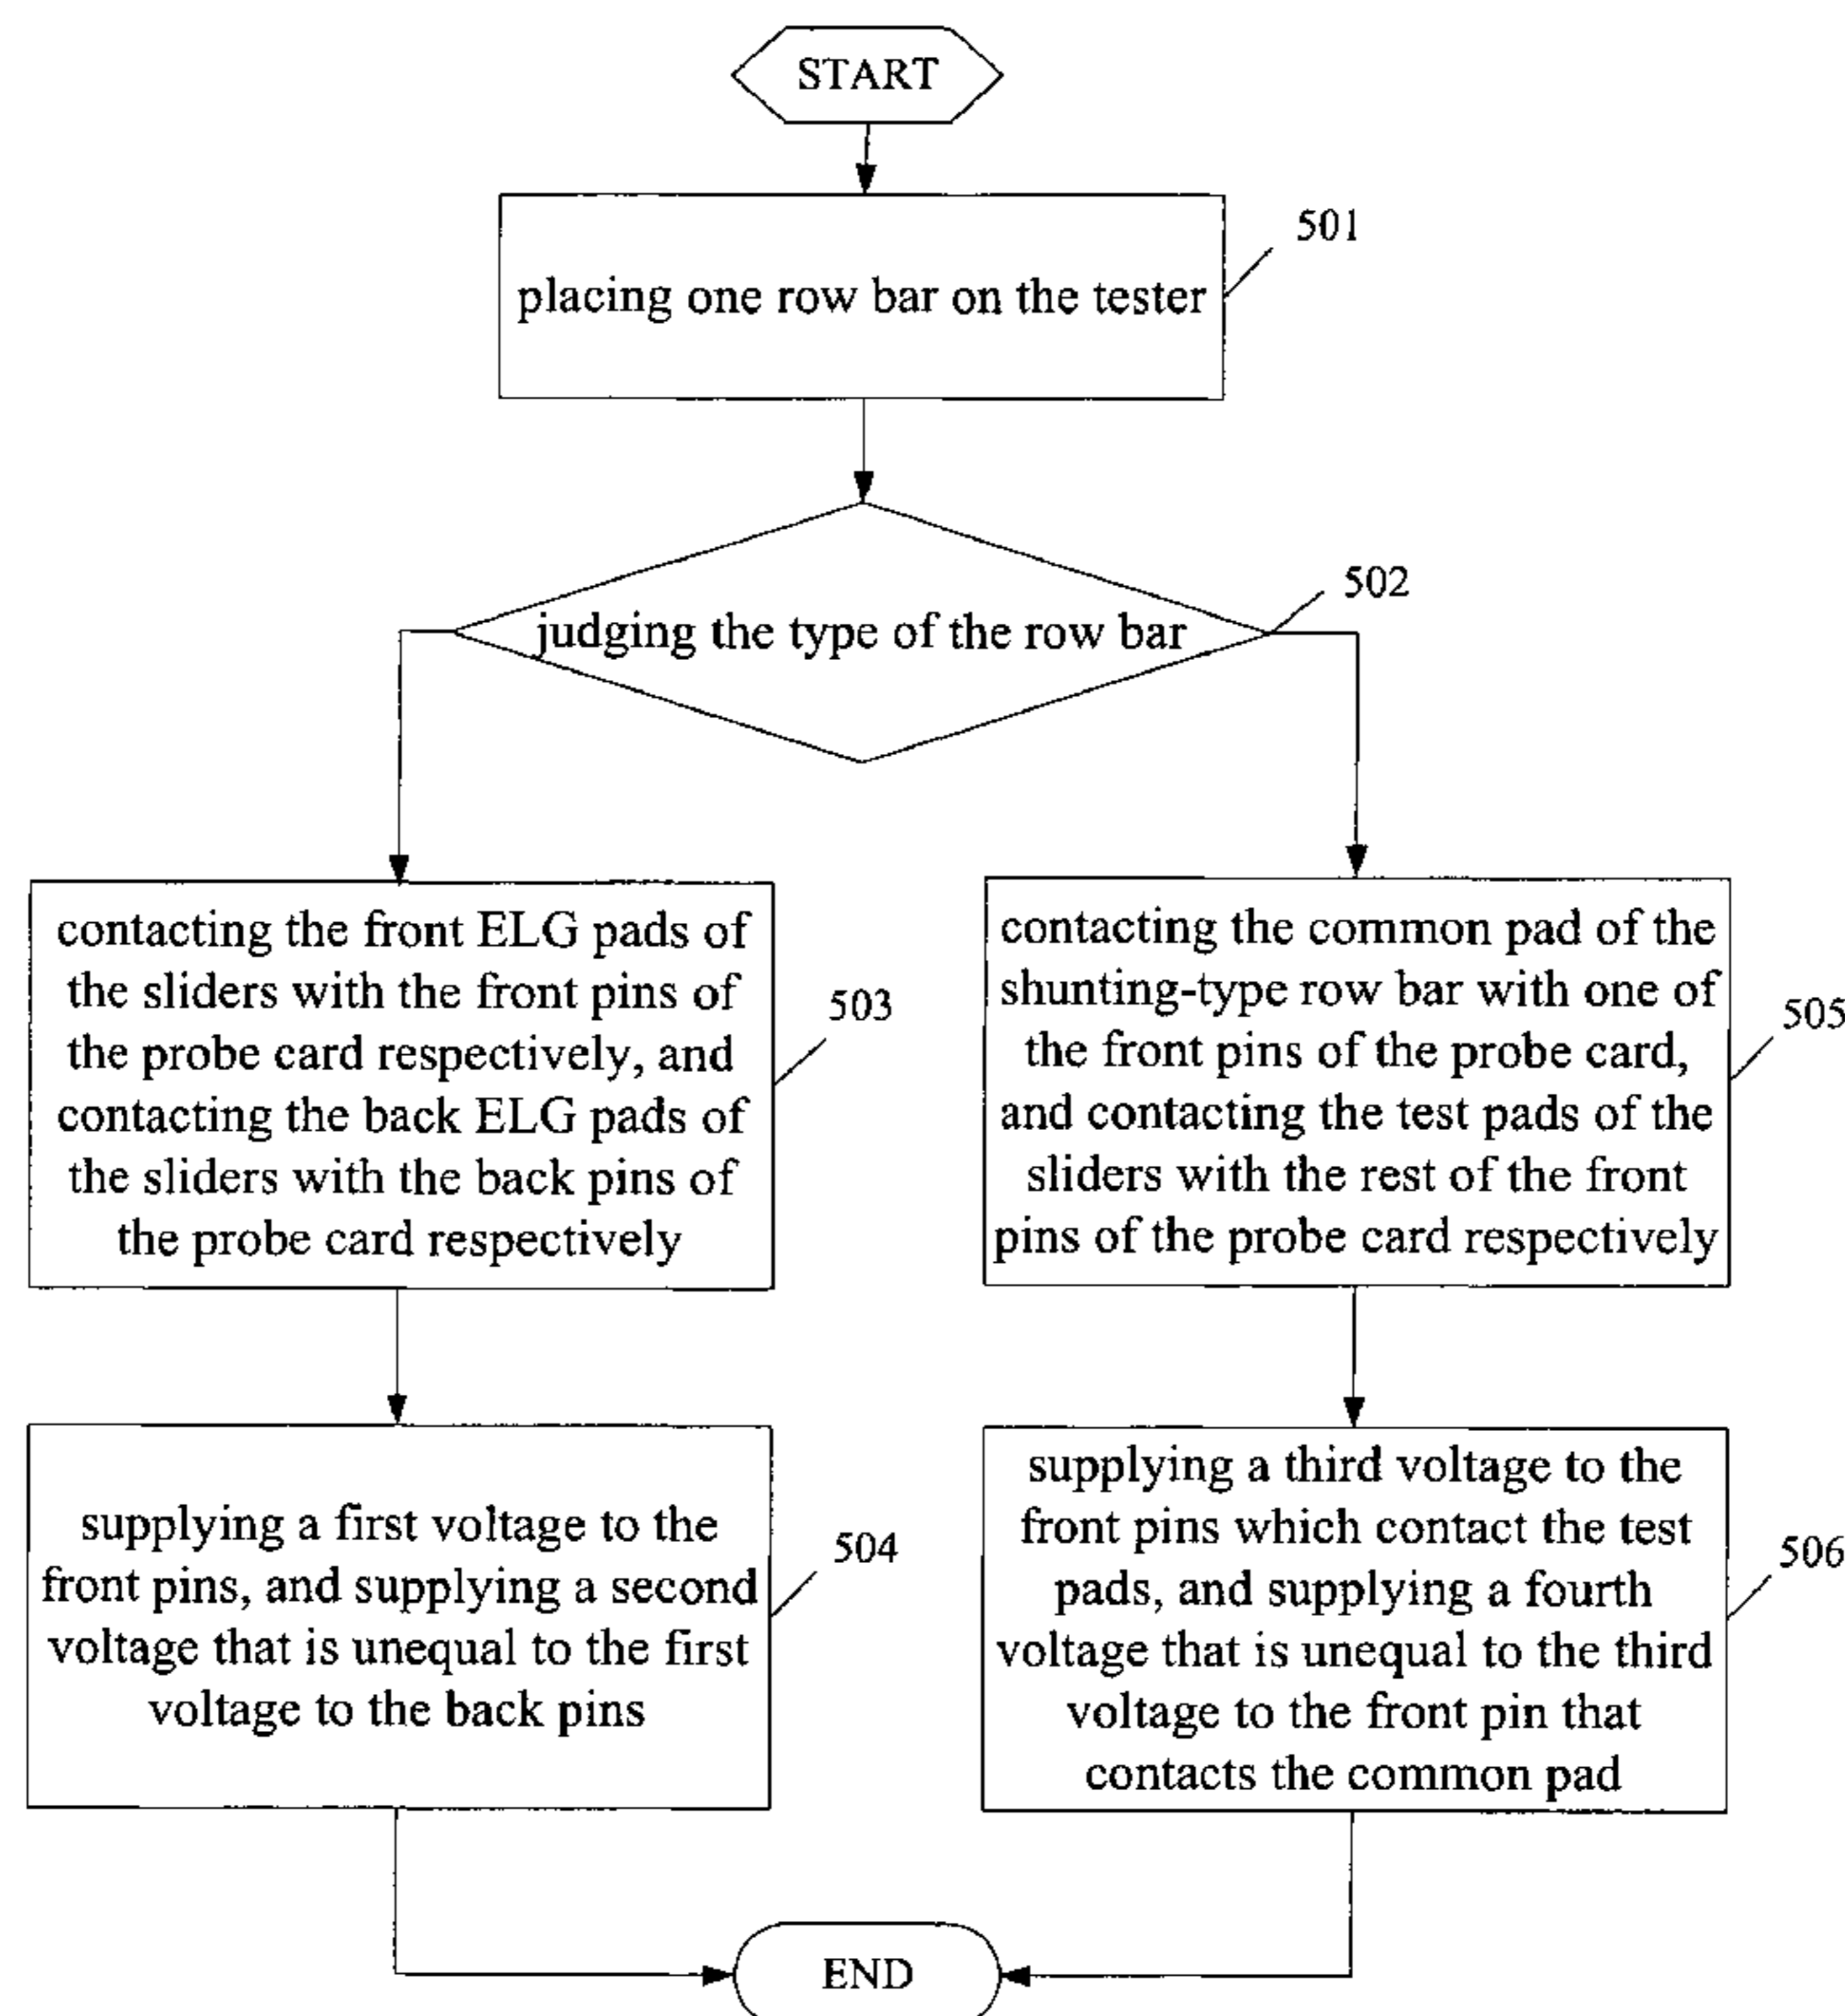 START
501
placing one row bar on the tester
502
judging the type of the row bar
contacting the front ELG pads of
the sliders with the front pins of
the probe card respectively, and
contacting the back ELG pads of
the sliders with the back pins of
the probe card respectively
503
contacting the common pad of the
shunting-type row bar with one of
the front pins of the probe card,
and contacting the test pads of the
sliders with the rest of the front
pins of the probe card respectively
505
supplying a first voltage to the
front pins, and supplying a second
voltage that is unequal to the first
voltage to the back pins
504
supplying a third voltage to the
front pins which contact the test
pads, and supplying a fourth
voltage that is unequal to the third
voltage to the front pin that
contacts the common pad
506
END